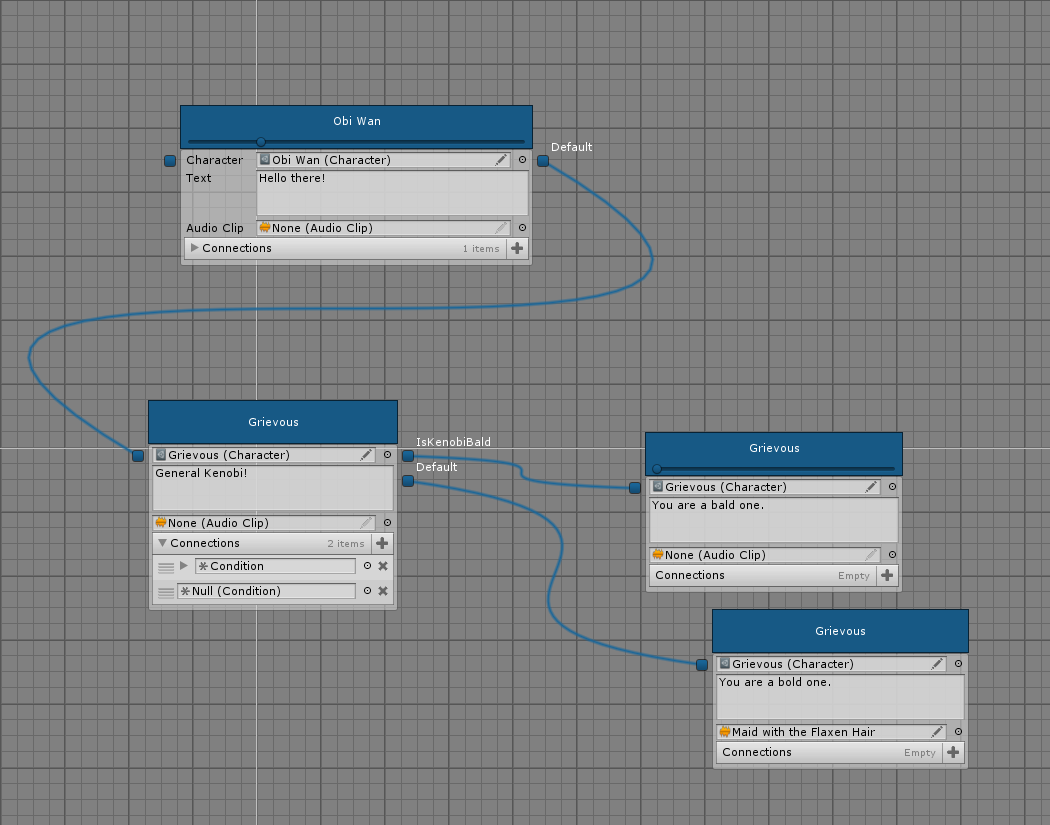 Obi Wan
Default
Character Obi Wan (Character)
Text Hello there!
Audio Clip None (Audio Clip)
Connections 1 items
Grievous
Grievous (Character)
General Kenobi!
None (Audio Clip)
Connections 2 items
Condition
Null (Condition)
IsKenobiBald
Default
Grievous
Grievous (Character)
You are a bald one.
None (Audio Clip)
Connections Empty
Grievous
Grievous (Character)
You are a bold one.
Maid with the Flaxen Hair
Connections Empty